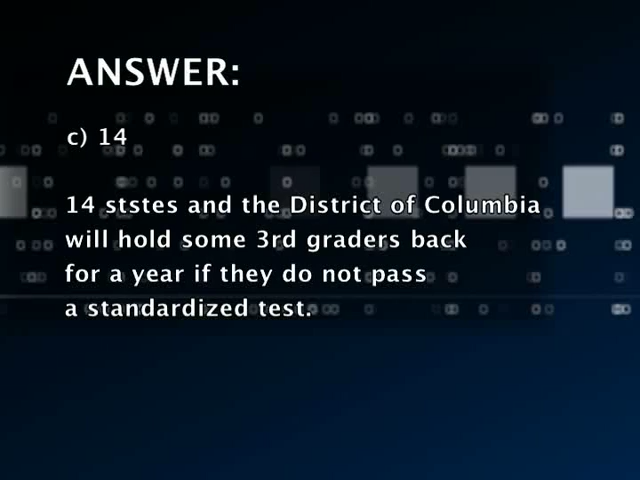 ANSWER:
c) 14
14 ststes and the District of Columbia
will hold some 3rd graders back
for a year if they do not pass
a standardized test.